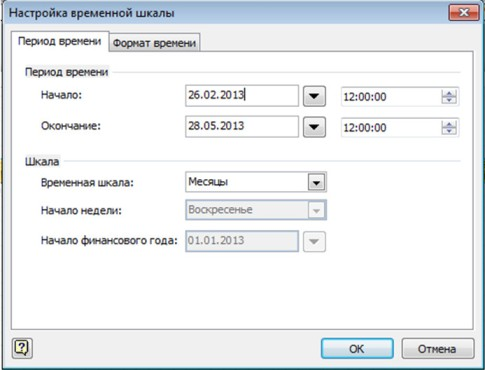 Настройка временной шкалы
Период времени Формат времени
Период времени
Начало: 26.02.2013 12:00:00
Окончание: 28.05.2013 12:00:00
Шкала
Временная шкала: Месяцы
Начало недели: Воскресенье
Начало финансового года: 01.01.2013
? OK Отмена